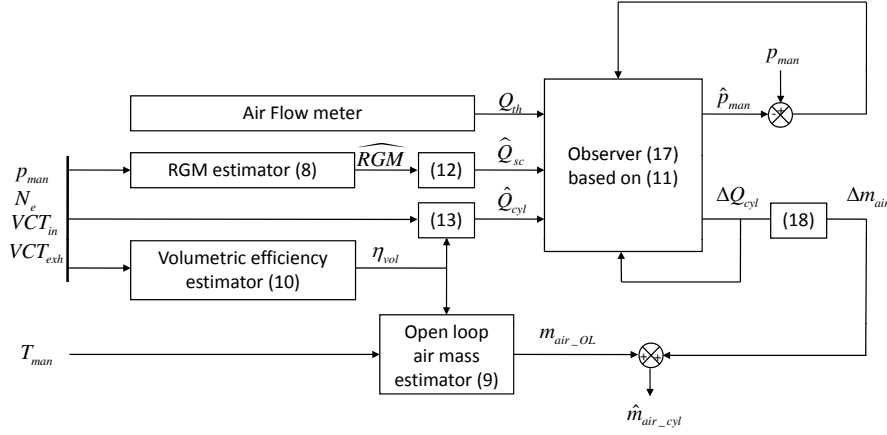 p_man
Air Flow meter
Q_th
p̂_man
- +
RGM estimator (8)
\widehat{RGM}
(12)
Q̂_sc
Observer (17)
based on (11)
p_man
N_e
VCT_in
VCT_exh
(13)
Q̂_cyl
ΔQ_cyl
(18)
Δm_air
Volumetric efficiency
estimator (10)
η_vol
Open loop
air mass
estimator (9)
m_air_OL
+ +
T_man
m̂_air_cyl